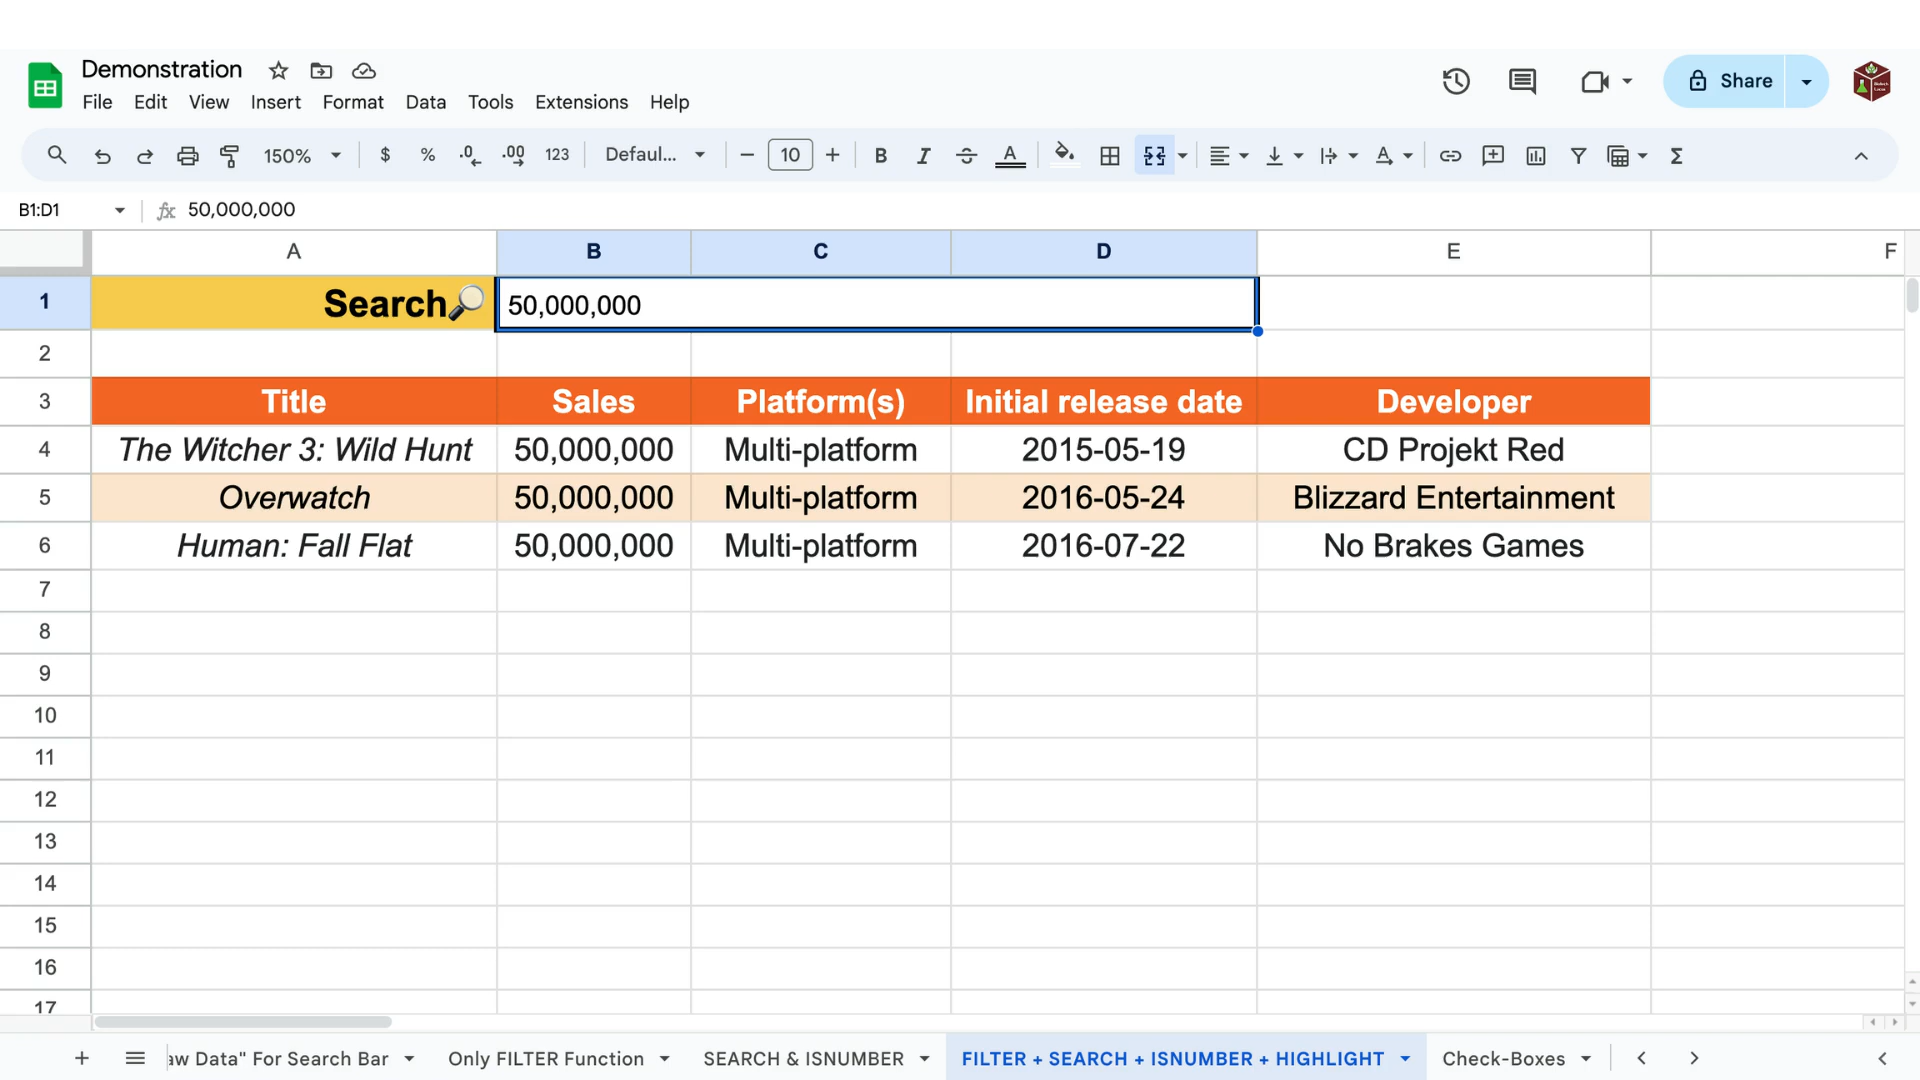 Demonstration
File Edit View Insert Format Data Tools Extensions Help
Share
150% $ % .0 .00 123 Defaul... − 10 + B I A A Σ
B1:D1 fx 50,000,000
A B C D E F
1 Search 50,000,000
2
3 Title Sales Platform(s) Initial release date Developer
4 The Witcher 3: Wild Hunt 50,000,000 Multi-platform 2015-05-19 CD Projekt Red
5 Overwatch 50,000,000 Multi-platform 2016-05-24 Blizzard Entertainment
6 Human: Fall Flat 50,000,000 Multi-platform 2016-07-22 No Brakes Games
7
8
9
10
11
12
13
14
15
16
17
aw Data" For Search Bar Only FILTER Function SEARCH & ISNUMBER FILTER + SEARCH + ISNUMBER + HIGHLIGHT Check-Boxes